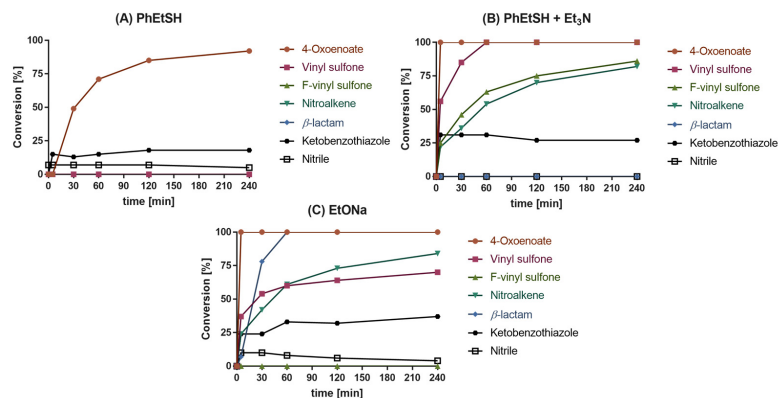 (A) PhEtSH
Conversion [%]
100
75
50
25
0
0 30 60 90 120 150 180 210 240
time [min]
4-Oxoenoate
Vinyl sulfone
F-vinyl sulfone
Nitroalkene
β-lactam
Ketobenzothiazole
Nitrile
(B) PhEtSH + Et₃N
Conversion [%]
100
75
50
25
0
0 30 60 90 120 150 180 210 240
time [min]
4-Oxoenoate
Vinyl sulfone
F-vinyl sulfone
Nitroalkene
β-lactam
Ketobenzothiazole
Nitrile
(C) EtONa
Conversion [%]
100
75
50
25
0
0 30 60 90 120 150 180 210 240
time [min]
4-Oxoenoate
Vinyl sulfone
F-vinyl sulfone
Nitroalkene
β-lactam
Ketobenzothiazole
Nitrile